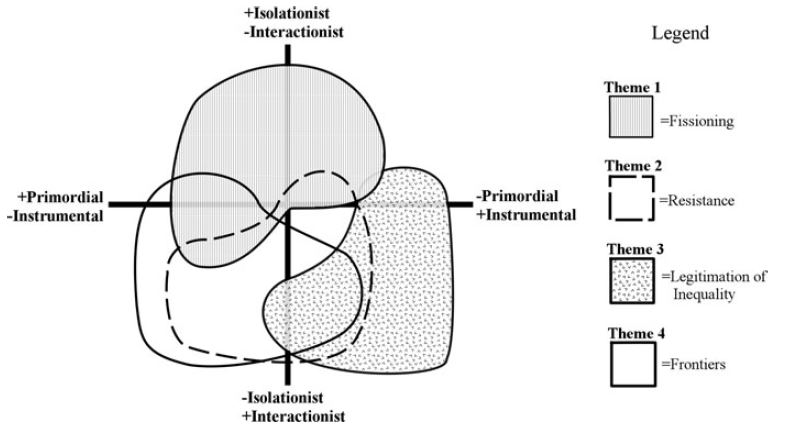 +Isolationist
-Interactionist
+Primordial
-Instrumental
-Primordial
+Instrumental
-Isolationist
+Interactionist
Legend
Theme 1
=Fissioning
Theme 2
=Resistance
Theme 3
=Legitimation of
Inequality
Theme 4
=Frontiers